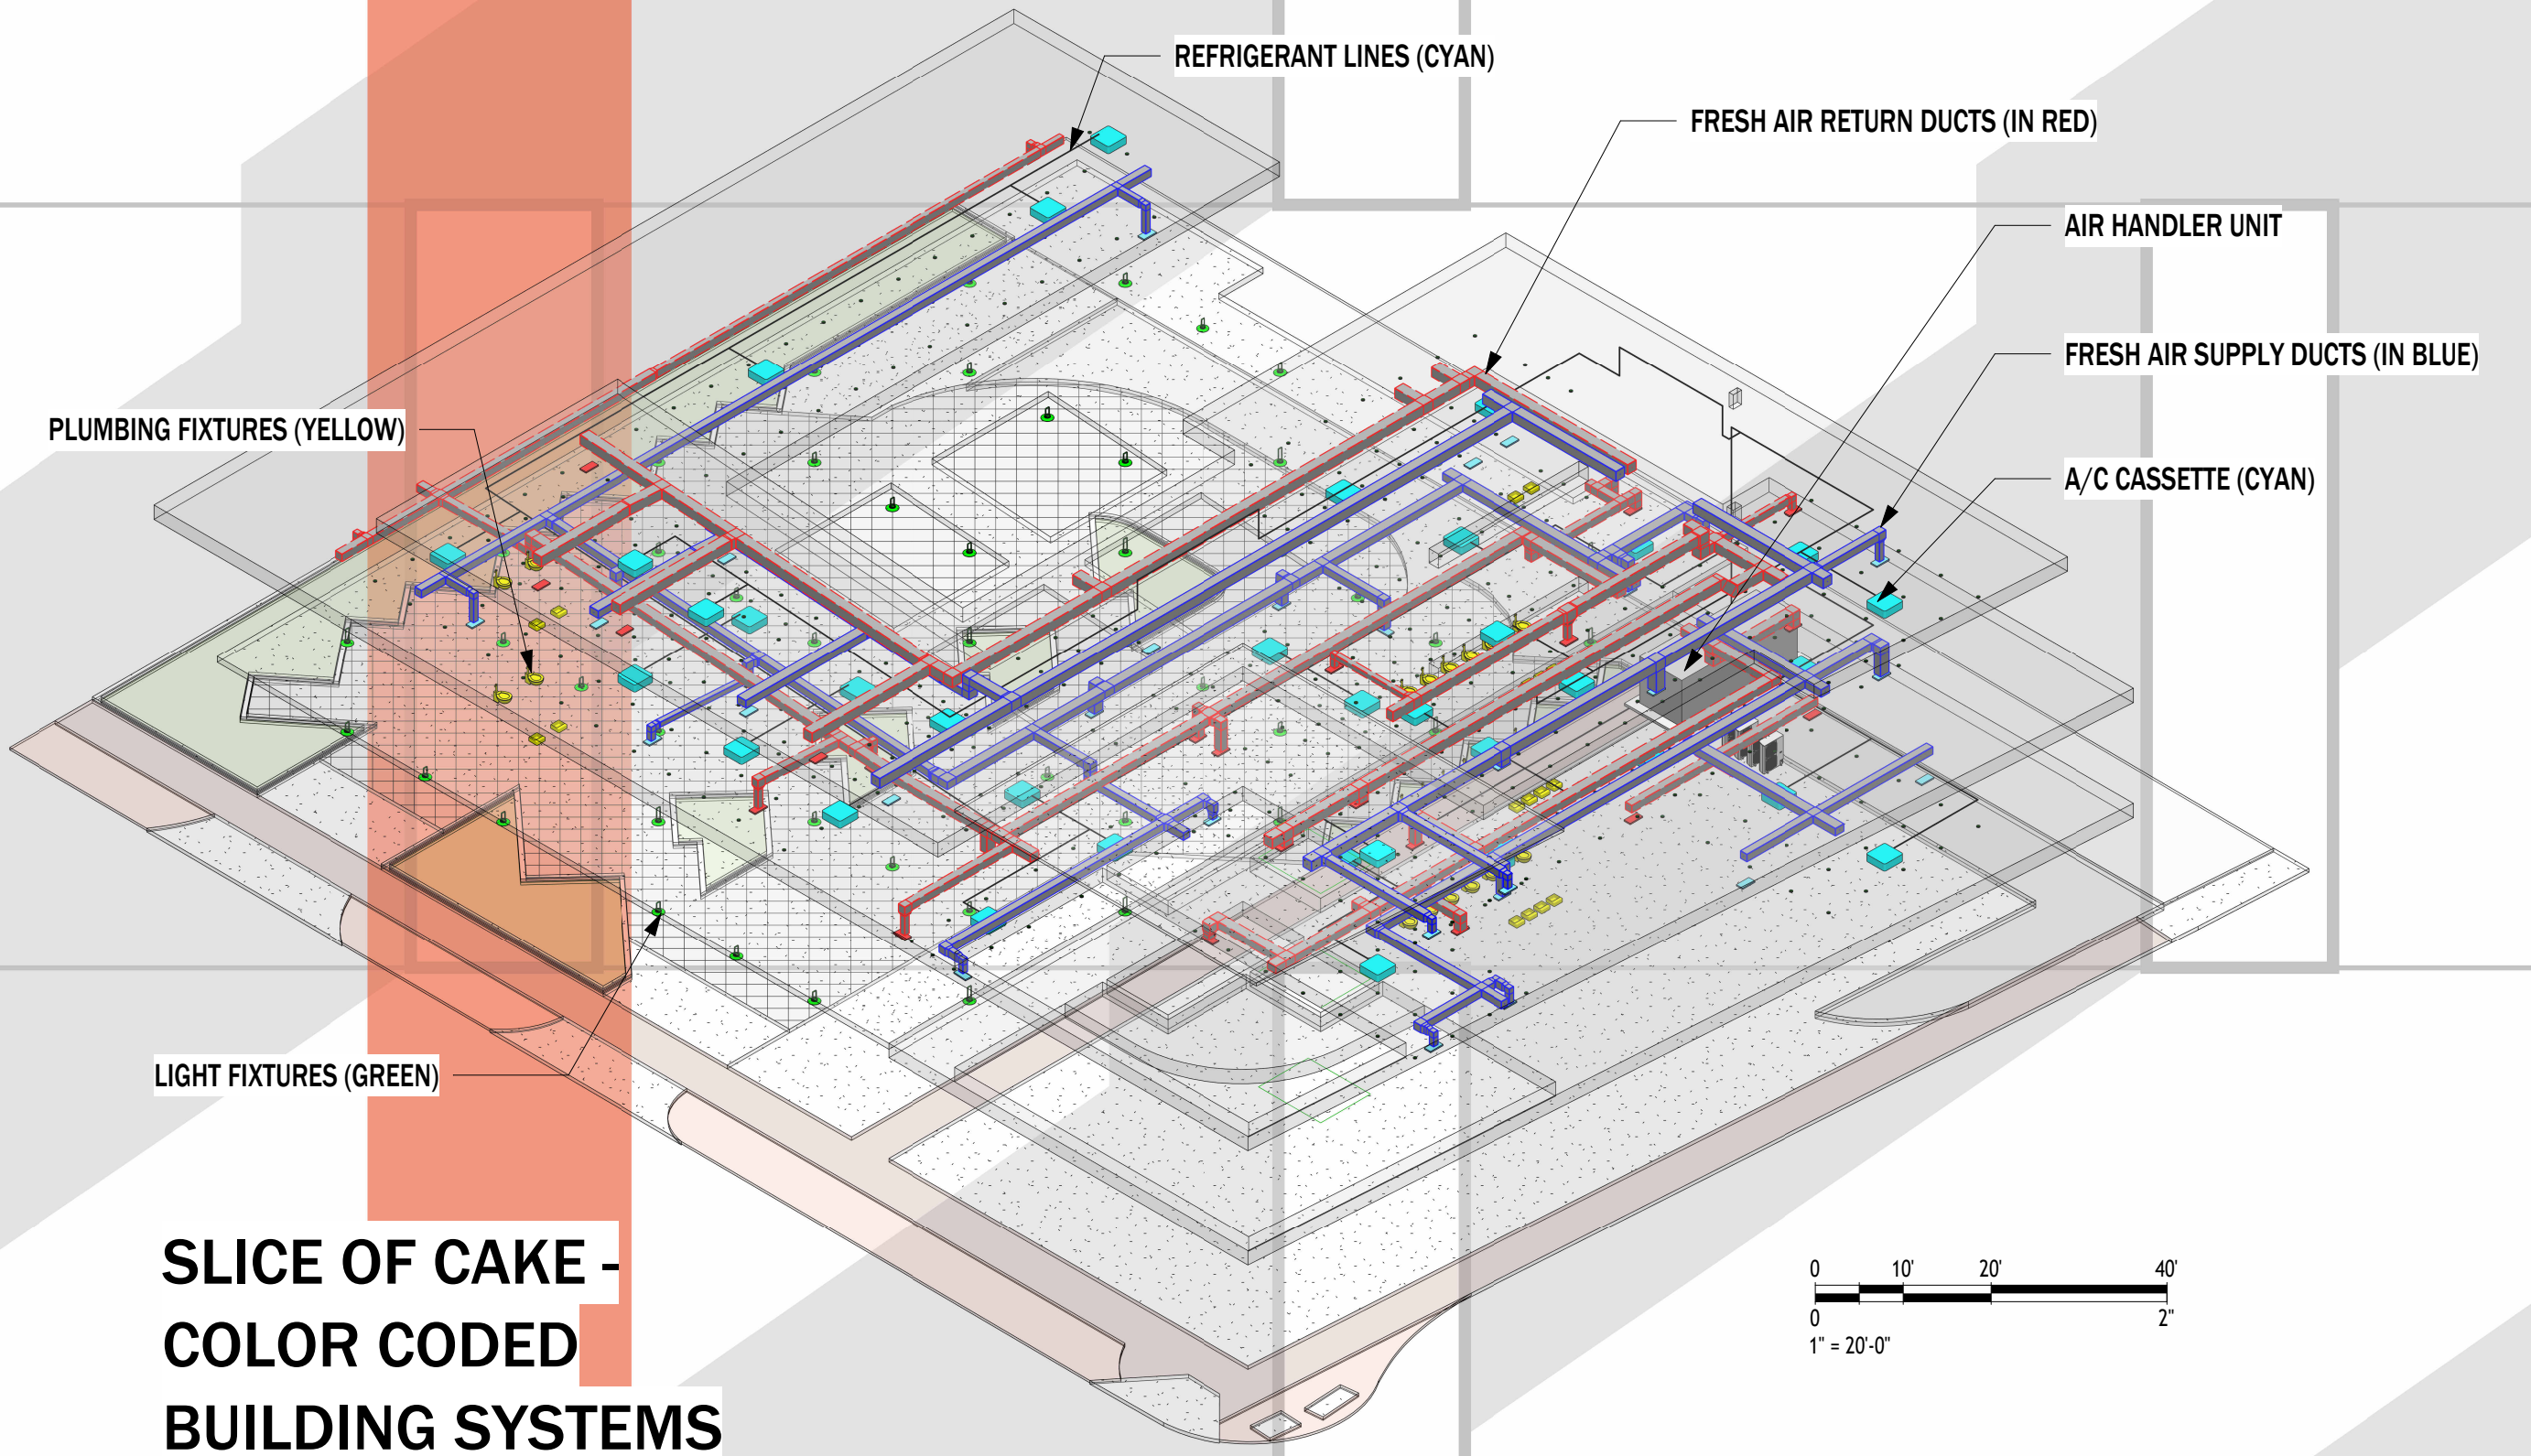 REFRIGERANT LINES (CYAN)
FRESH AIR RETURN DUCTS (IN RED)
AIR HANDLER UNIT
FRESH AIR SUPPLY DUCTS (IN BLUE)
PLUMBING FIXTURES (YELLOW)
A/C CASSETTE (CYAN)
LIGHT FIXTURES (GREEN)
SLICE OF CAKE -
COLOR CODED
BUILDING SYSTEMS
0 10' 20' 40'
0 2"
1" = 20'-0"